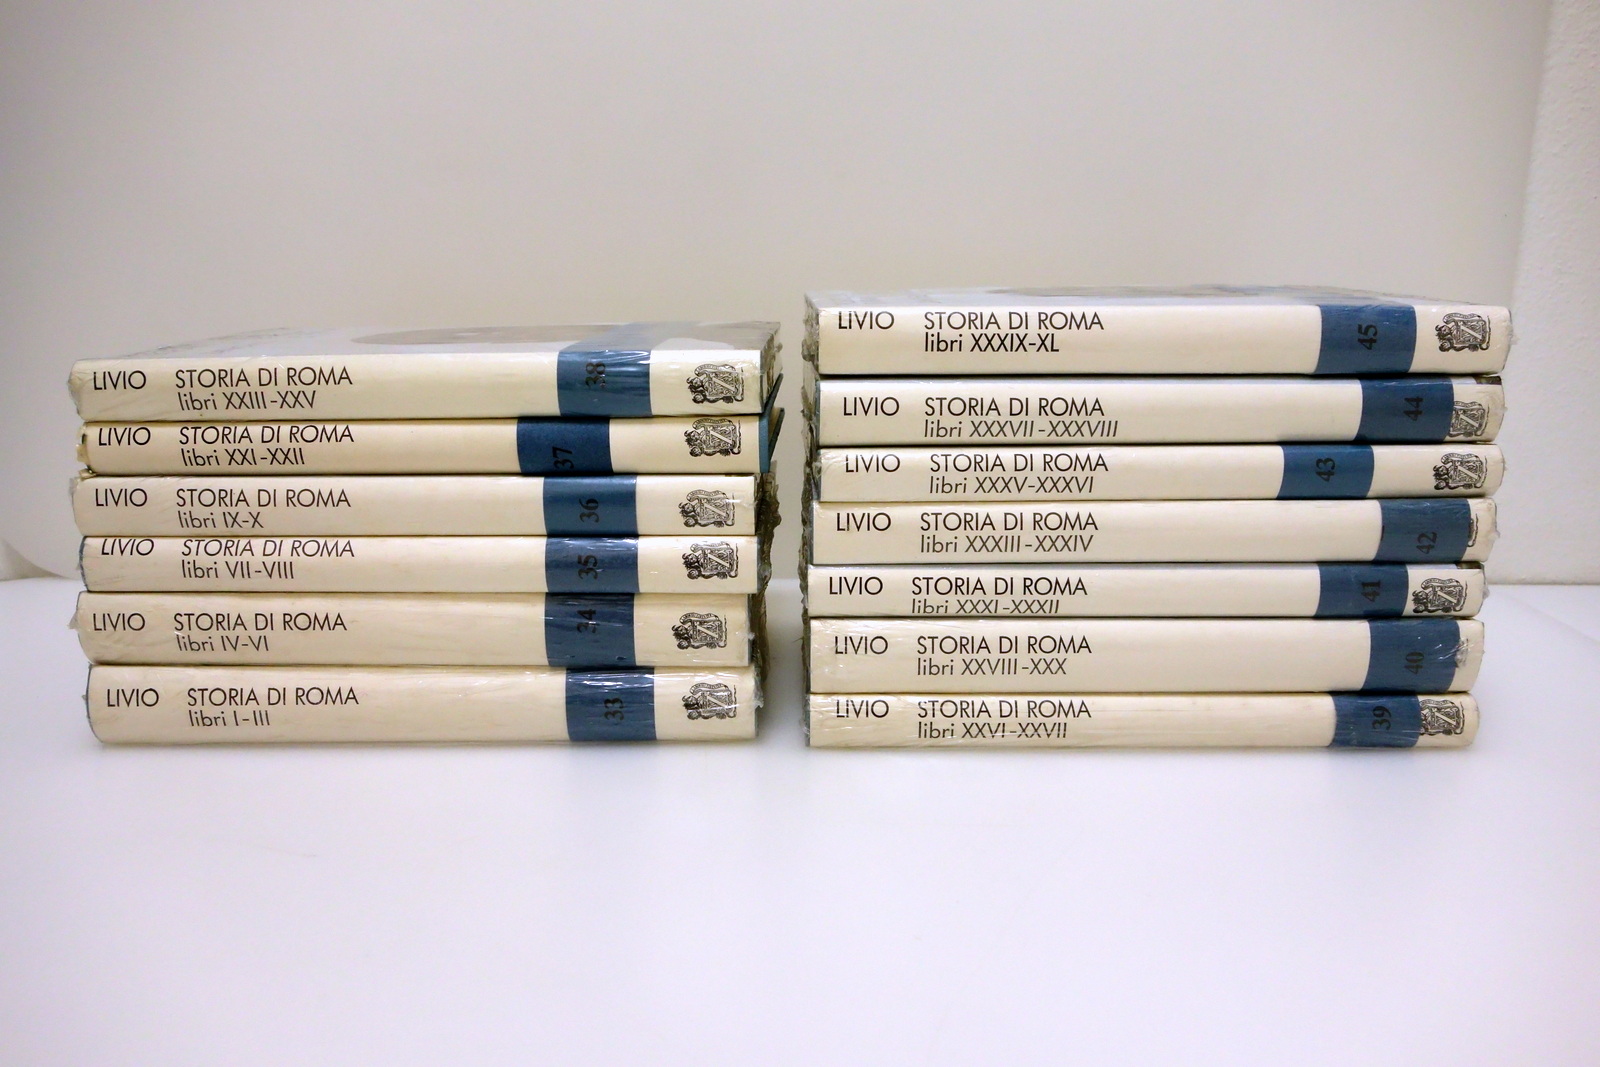 LIVIO STORIA DI ROMA 38
libri XXIII-XXV
LIVIO STORIA DI ROMA 37
libri XXI-XXII
LIVIO STORIA DI ROMA 36
libri IX-X
LIVIO STORIA DI ROMA 35
libri VII-VIII
LIVIO STORIA DI ROMA 34
libri IV-VI
LIVIO STORIA DI ROMA 33
libri I-III
LIVIO STORIA DI ROMA 45
libri XXXIX-XL
LIVIO STORIA DI ROMA 44
libri XXXVII-XXXVIII
LIVIO STORIA DI ROMA 43
libri XXXV-XXXVI
LIVIO STORIA DI ROMA 42
libri XXXIII-XXXIV
LIVIO STORIA DI ROMA 41
libri XXXI-XXXII
LIVIO STORIA DI ROMA 40
libri XXVIII-XXX
LIVIO STORIA DI ROMA 39
libri XXVI-XXVII